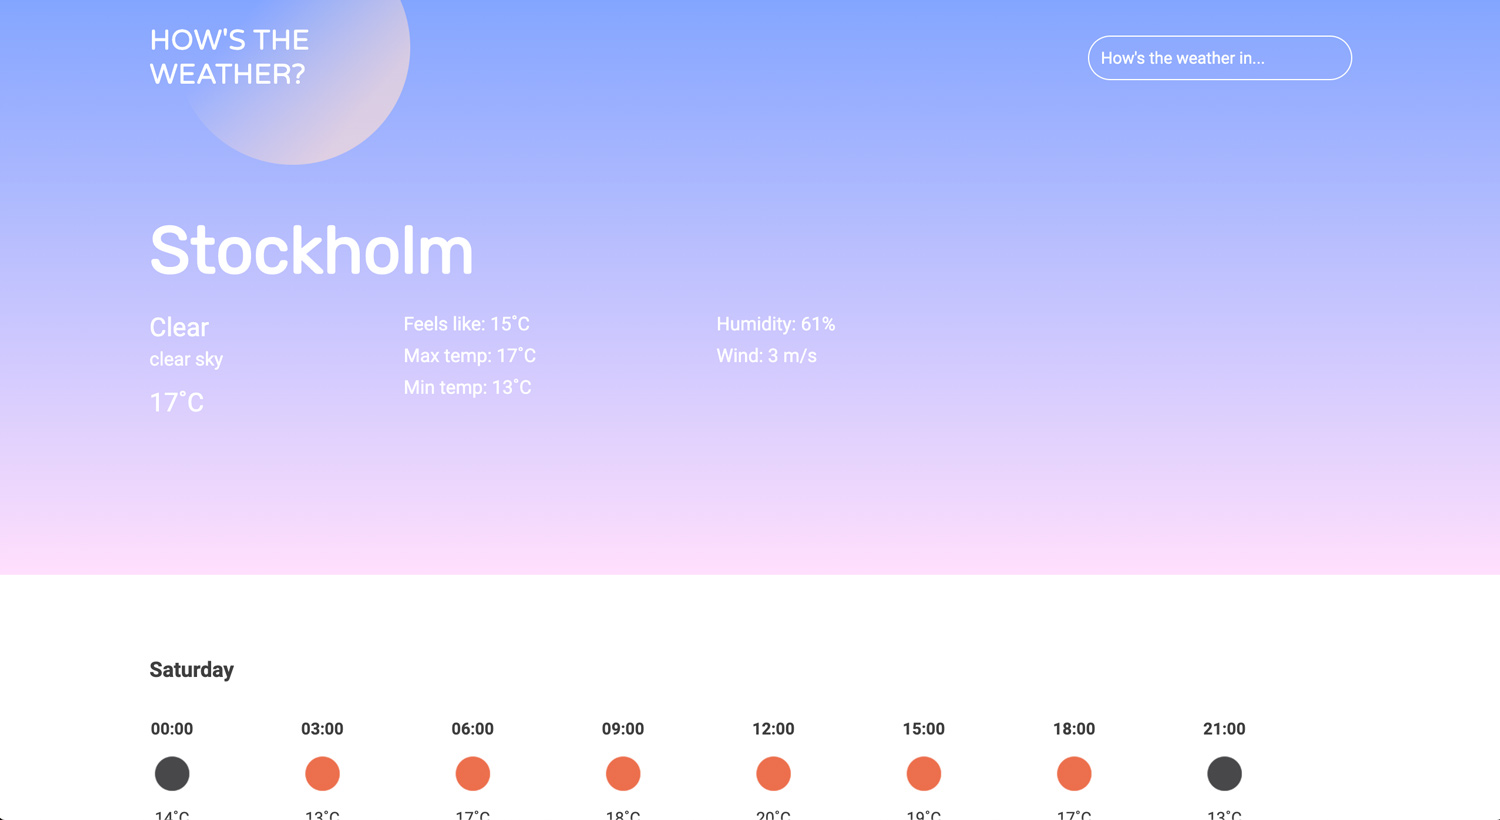 HOW'S THE
WEATHER?
How's the weather in...
Stockholm
Clear
clear sky
17˚C
Feels like: 15˚C
Max temp: 17˚C
Min temp: 13˚C
Humidity: 61%
Wind: 3 m/s
Saturday
00:00 03:00 06:00 09:00 12:00 15:00 18:00 21:00
14˚C 13˚C 17˚C 18˚C 20˚C 19˚C 17˚C 13˚C